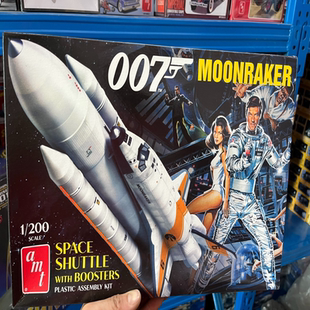 007 MOONRAKER
1/200
SCALE
amt
SPACE
SHUTTLE
WITH BOOSTERS
PLASTIC ASSEMBLY KIT